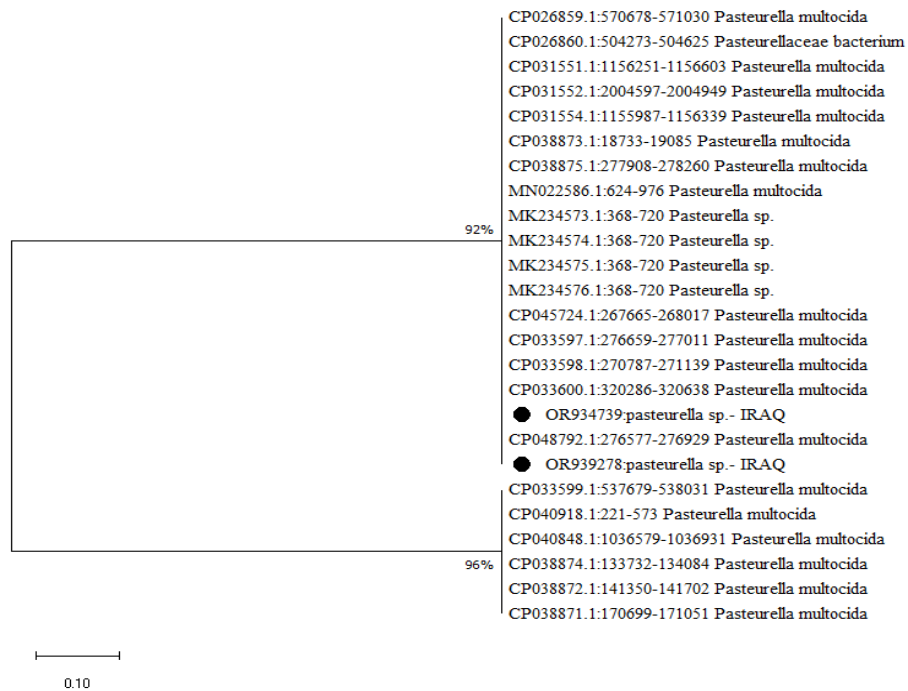 CP026859.1:570678-571030 Pasteurella multocida
CP026860.1:504273-504625 Pasteurellaceae bacterium
CP031551.1:1156251-1156603 Pasteurella multocida
CP031552.1:2004597-2004949 Pasteurella multocida
CP031554.1:1155987-1156339 Pasteurella multocida
CP038873.1:18733-19085 Pasteurella multocida
CP038875.1:277908-278260 Pasteurella multocida
MN022586.1:624-976 Pasteurella multocida
MK234573.1:368-720 Pasteurella sp.
92%
MK234574.1:368-720 Pasteurella sp.
MK234575.1:368-720 Pasteurella sp.
MK234576.1:368-720 Pasteurella sp.
CP045724.1:267665-268017 Pasteurella multocida
CP033597.1:276659-277011 Pasteurella multocida
CP033598.1:270787-271139 Pasteurella multocida
CP033600.1:320286-320638 Pasteurella multocida
OR934739:pasteurella sp.- IRAQ
CP048792.1:276577-276929 Pasteurella multocida
OR939278:pasteurella sp.- IRAQ
CP033599.1:537679-538031 Pasteurella multocida
CP040918.1:221-573 Pasteurella multocida
CP040848.1:1036579-1036931 Pasteurella multocida
96%
CP038874.1:133732-134084 Pasteurella multocida
CP038872.1:141350-141702 Pasteurella multocida
CP038871.1:170699-171051 Pasteurella multocida
0.10